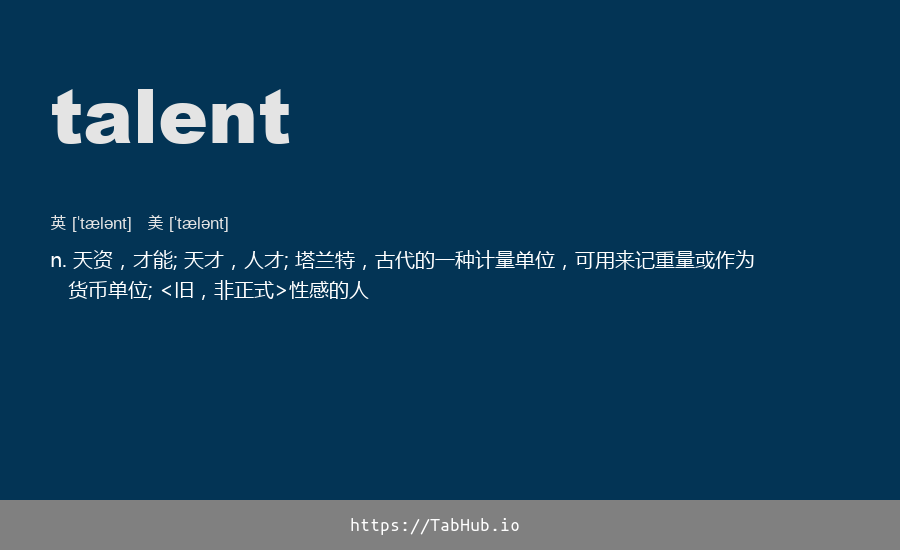 talent
英 [ˈtælənt] 美 [ˈtælənt]
n. 天资，才能; 天才，人才; 塔兰特，古代的一种计量单位，可用来记重量或作为
货币单位; <旧，非正式>性感的人
https://TabHub.io